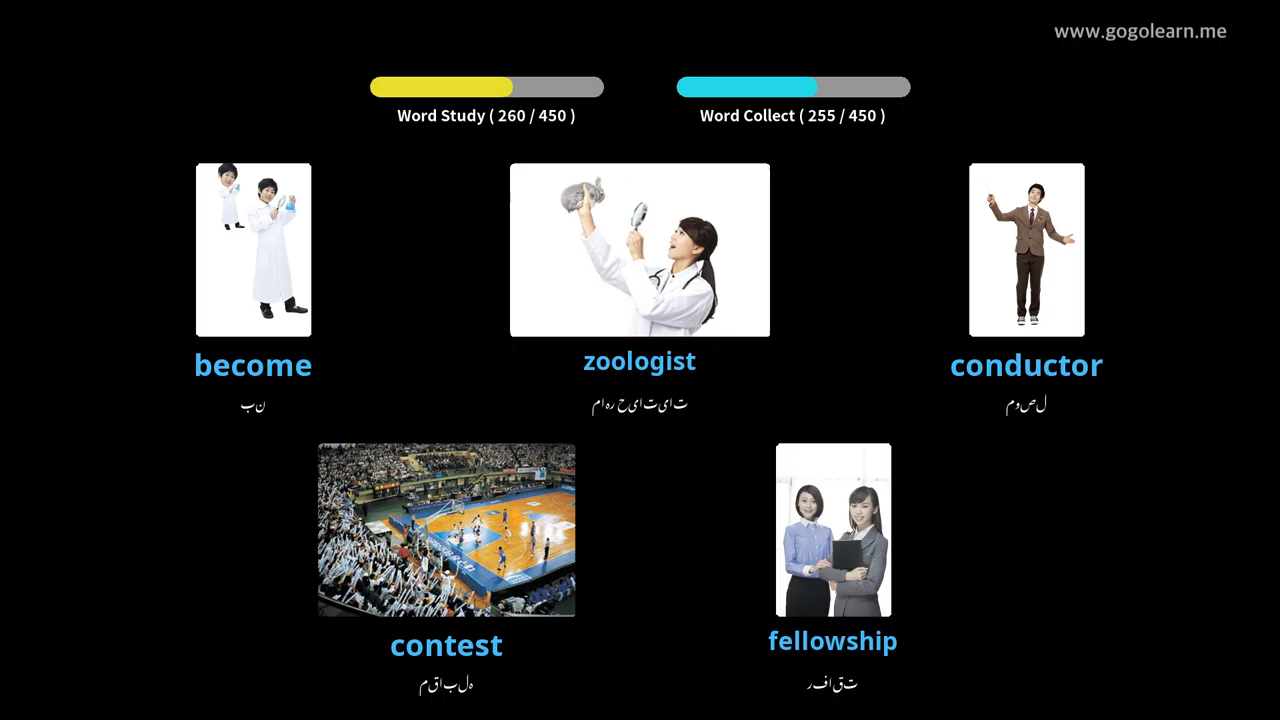 www.gogolearn.me
Word Study ( 260 / 450 )
Word Collect ( 255 / 450 )
become
بن
zoologist
ماہر حیاتیات
conductor
موصل
contest
مقابلہ
fellowship
رفاقت